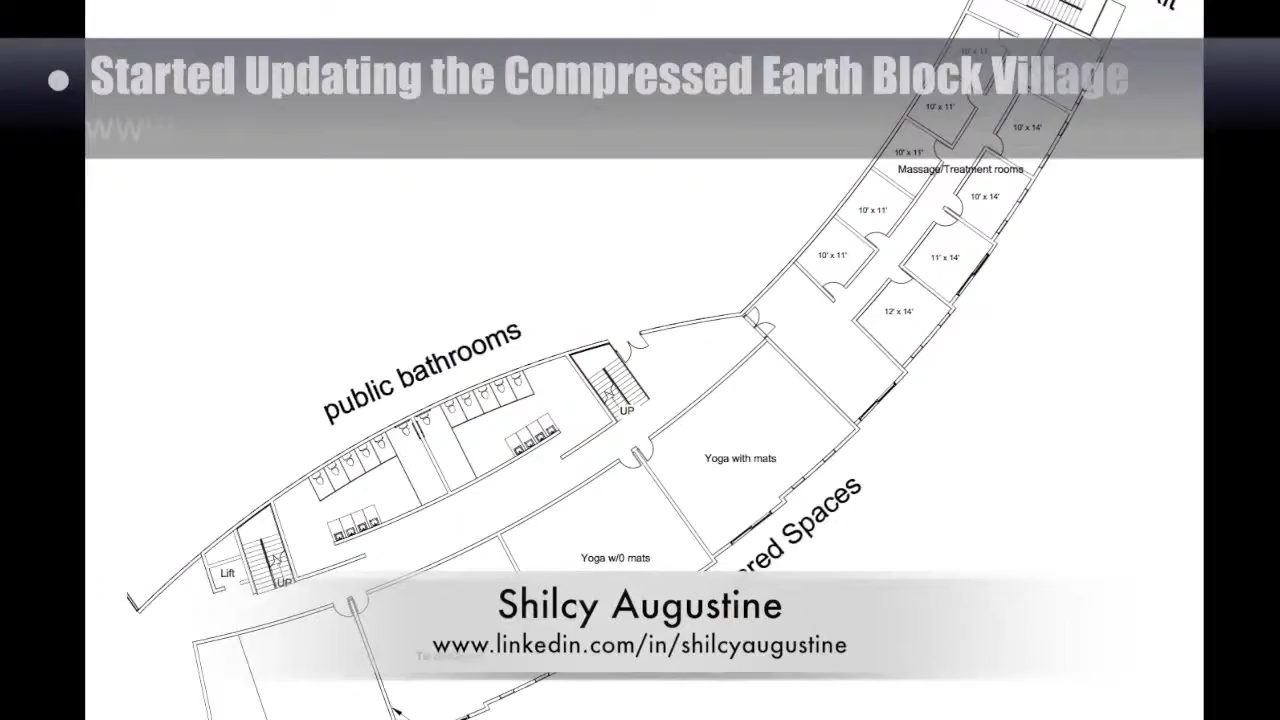 • Started Updating the Compressed Earth Block Village
10' x 11'
10' x 11'
10' x 14'
10' x 11'
Massage/Treatment rooms
10' x 14'
10' x 11'
10' x 11'
11' x 14'
12' x 14'
public bathrooms
UP
Yoga with mats
Yoga w/0 mats
Lift
UP
Shilcy Augustine
www.linkedin.com/in/shilcyaugustine